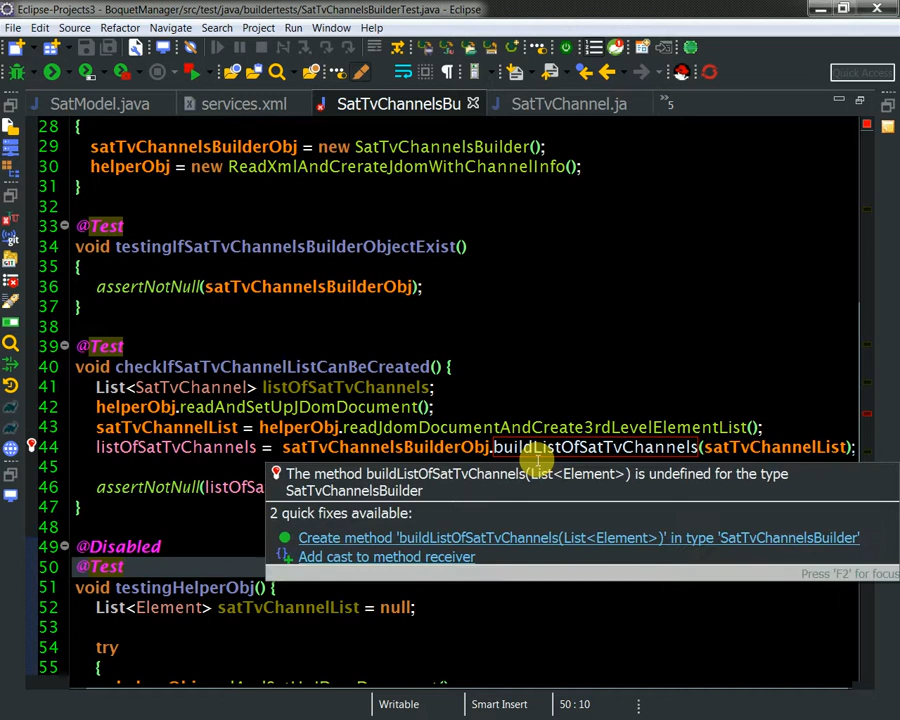 Eclipse-Projects3 - BoquetManager/src/test/java/buildertests/SatTvChannelsBuilderTest.java - Eclipse
File Edit Source Refactor Navigate Search Project Run Window Help
Quick Access
SatModel.java services.xml SatTvChannelsBu SatTVChannel.ja »5
28 {
29 satTvChannelsBuilderObj = new SatTvChannelsBuilder();
30 helperObj = new ReadXmlAndCrerateJdomWithChannelInfo();
31 }
32
33 @Test
34 void testingIfSatTvChannelsBuilderObjectExist()
35 {
36 assertNotNull(satTvChannelsBuilderObj);
37 }
38
39 @Test
40 void checkIfSatTvChannelListCanBeCreated() {
41 List<SatTvChannel> listOfSatTvChannels;
42 helperObj.readAndSetUpJDomDocument();
43 satTvChannelList = helperObj.readJdomDocumentAndCreate3rdLevelElementList();
44 listOfSatTvChannels = satTvChannelsBuilderObj.buildListOfSatTvChannels(satTvChannelList);
45
The method buildListOfSatTvChannels(List<Element>) is undefined for the type
46 assertNotNull(listOfSa
SatTvChannelsBuilder
47 }
2 quick fixes available:
48
Create method 'buildListOfSatTvChannels(List<Element>)' in type 'SatTvChannelsBuilder'
49 @Disabled
Add cast to method receiver
50 @Test
Press 'F2' for focus
51 void testingHelperObj() {
52 List<Element> satTvChannelList = null;
53
54 try
55 {
Writable Smart Insert 50 : 10